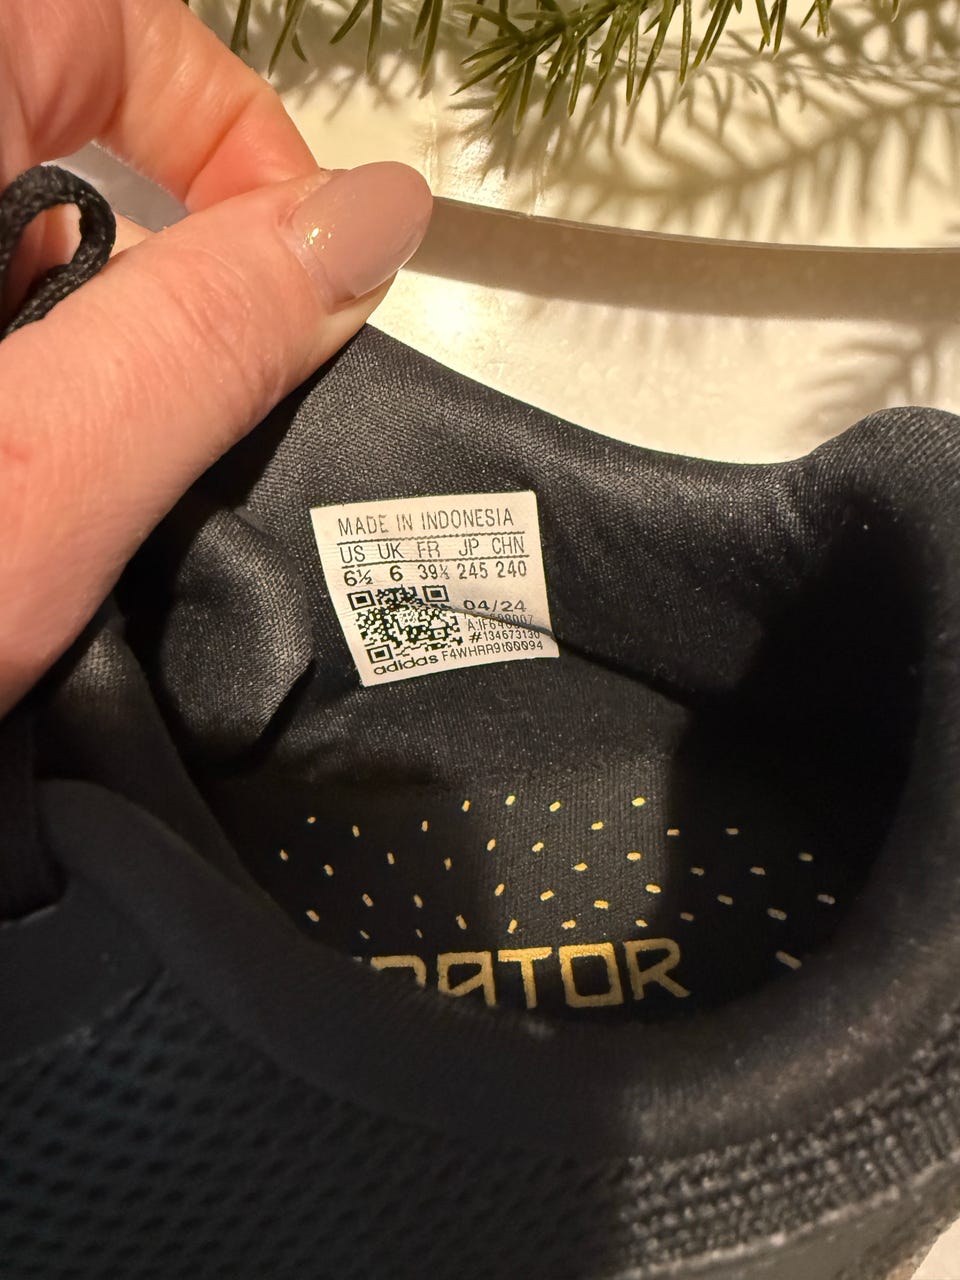 MADE IN INDONESIA
US UK FR JP CHN
6½ 6 39⅓ 245 240
04/24
#134673130
adidas F4WHRR9100094
ATOR